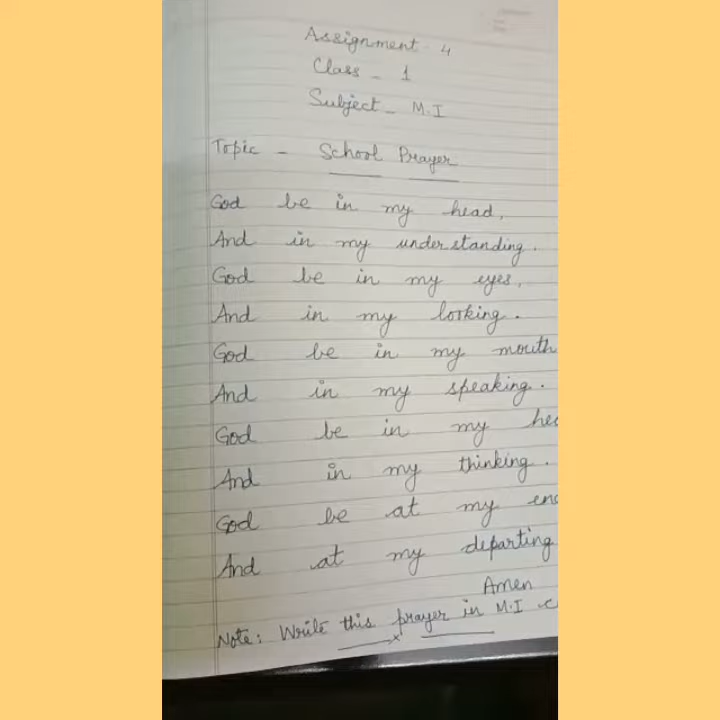 Assignment - 4
Class - 1
Subject - M.I
Topic - School Prayer
God be in my head,
And in my understanding.
God be in my eyes,
And in my looking.
God be in my mouth
And in my speaking.
God be in my
And in my thinking.
God be at my
And at my departing
Amen
Note: Write this prayer in M.I